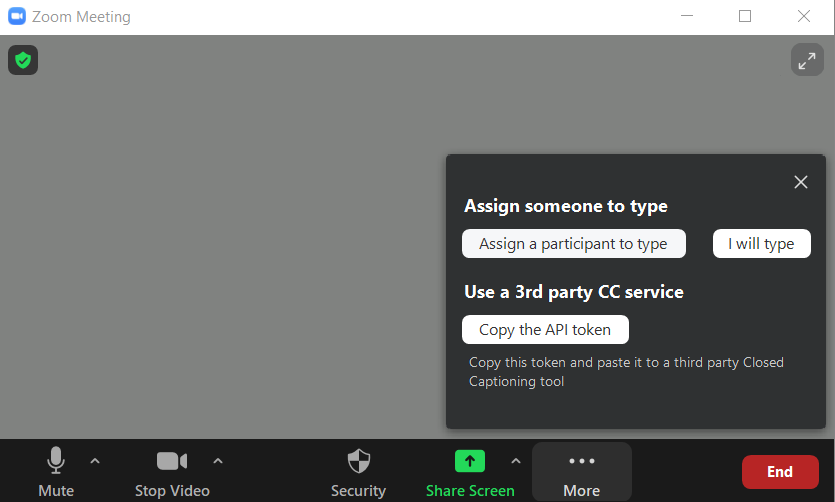 Zoom Meeting
Assign someone to type
Assign a participant to type
I will type
Use a 3rd party CC service
Copy the API token
Copy this token and paste it to a third party Closed
Captioning tool
Mute
Stop Video
Security
Share Screen
More
End